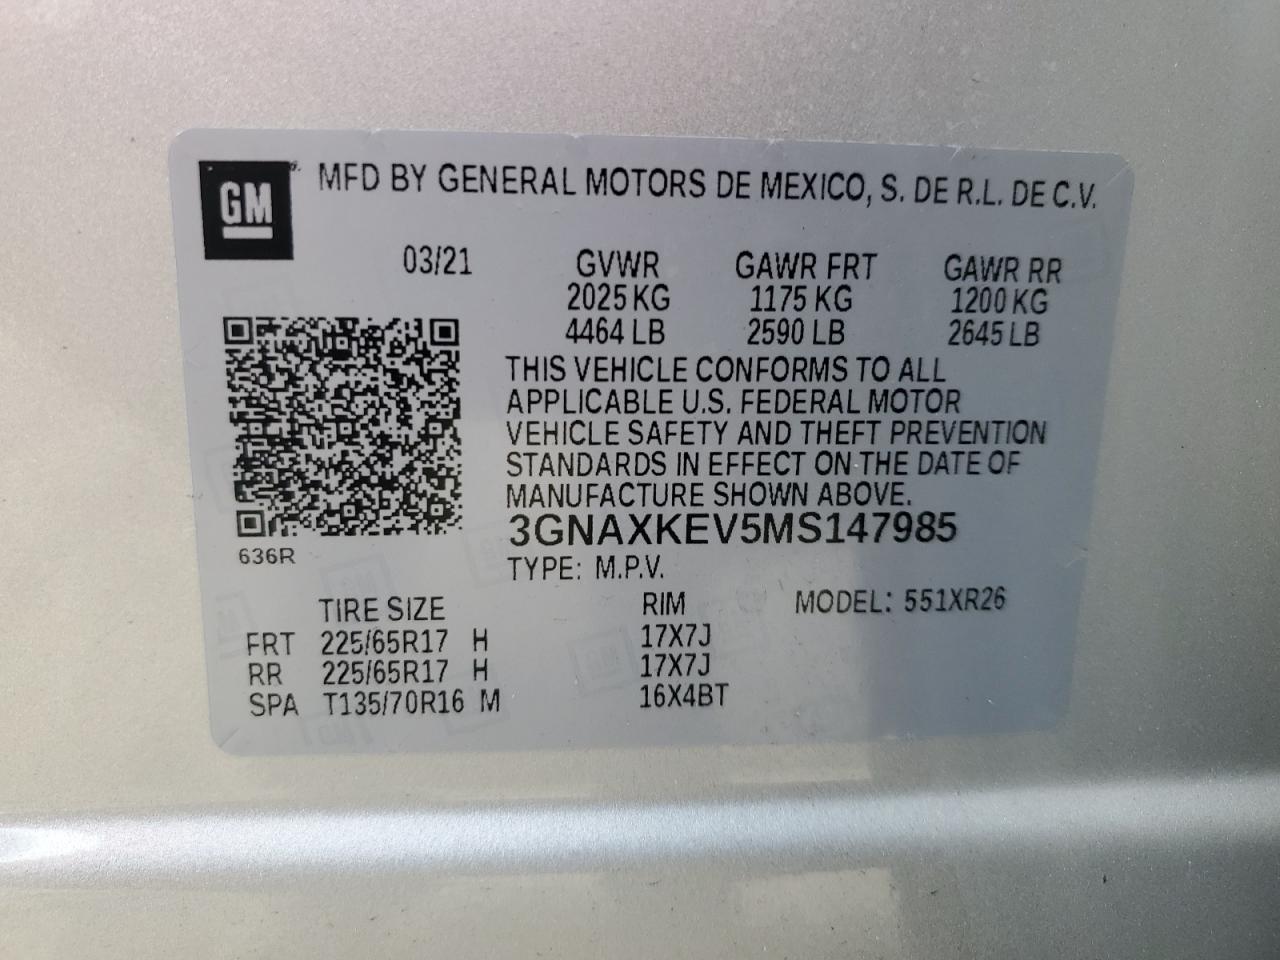 GM
MFD BY GENERAL MOTORS DE MEXICO, S. DE R.L. DE C.V.
03/21 GVWR GAWR FRT GAWR RR
2025 KG 1175 KG 1200 KG
4464 LB 2590 LB 2645 LB
THIS VEHICLE CONFORMS TO ALL
APPLICABLE U.S. FEDERAL MOTOR
VEHICLE SAFETY AND THEFT PREVENTION
STANDARDS IN EFFECT ON THE DATE OF
MANUFACTURE SHOWN ABOVE.
3GNAXKEV5MS147985
636R
TYPE: M.P.V.
TIRE SIZE RIM MODEL: 551XR26
FRT 225/65R17 H 17X7J
RR 225/65R17 H 17X7J
SPA T135/70R16 M 16X4BT